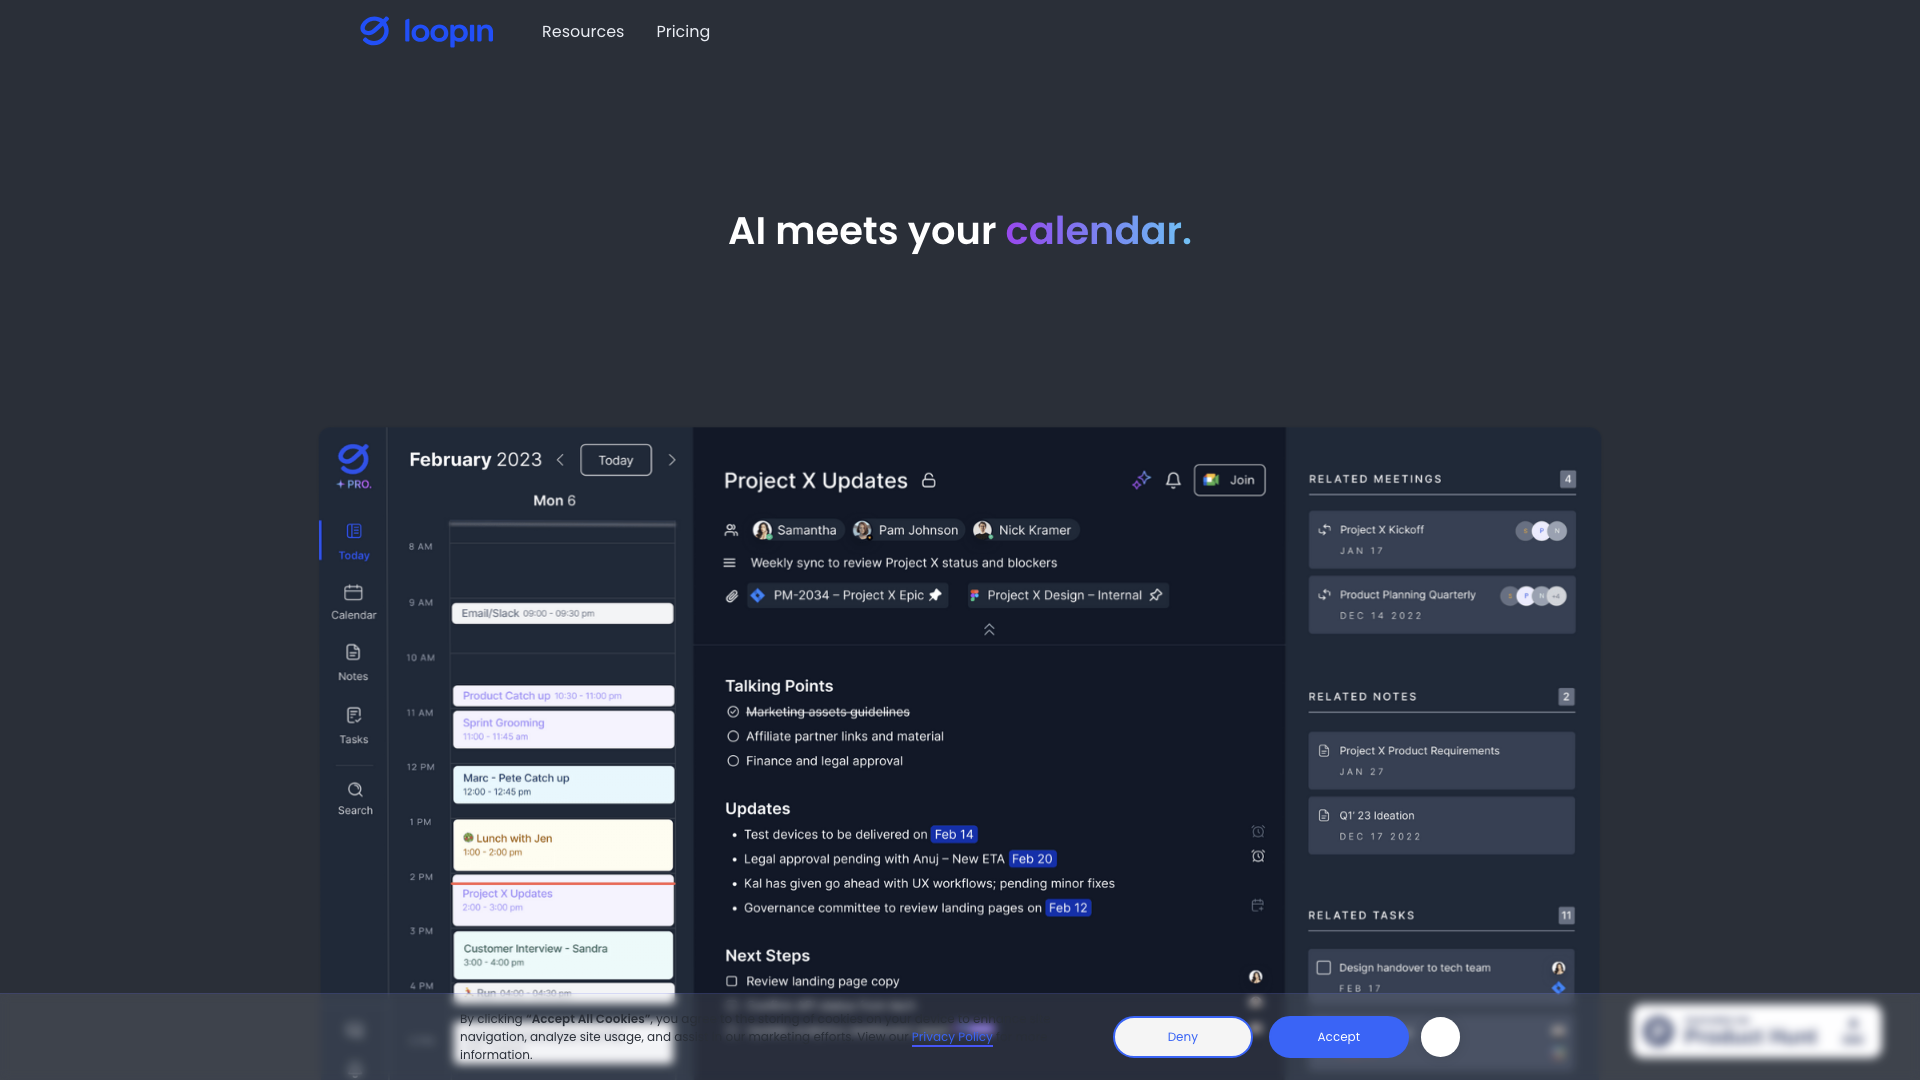 loopin
Resources
Pricing
AI meets your calendar.
+ PRO.
Today
Calendar
Notes
Tasks
Search
February 2023
Today
Mon 6
8 AM
9 AM
Email/Slack 09:00 - 09:30 pm
10 AM
Product Catch up 10:30 - 11:00 pm
11 AM
Sprint Grooming
11:00 - 11:45 am
12 PM
Marc - Pete Catch up
12:00 - 12:45 pm
1 PM
Lunch with Jen
1:00 - 2:00 pm
2 PM
Project X Updates
2:00 - 3:00 pm
3 PM
Customer Interview - Sandra
3:00 - 4:00 pm
4 PM
Run 04:00 - 04:30 pm
Project X Updates
Join
Samantha
Pam Johnson
Nick Kramer
Weekly sync to review Project X status and blockers
PM-2034 – Project X Epic
Project X Design – Internal
Talking Points
Marketing assets guidelines
Affiliate partner links and material
Finance and legal approval
Updates
• Test devices to be delivered on Feb 14
• Legal approval pending with Anuj – New ETA Feb 20
• Kal has given go ahead with UX workflows; pending minor fixes
• Governance committee to review landing pages on Feb 12
Next Steps
Review landing page copy
RELATED MEETINGS
4
Project X Kickoff
P N
JAN 17
Product Planning Quarterly
P N +4
DEC 14 2022
RELATED NOTES
2
Project X Product Requirements
JAN 27
Q1' 23 Ideation
DEC 17 2022
RELATED TASKS
11
Design handover to tech team
FEB 17
By clicking “Accept All Cookies”, you
navigation, analyze site usage, and
our marketing efforts. View our Privacy Policy
information.
Deny
Accept
Product Hunt